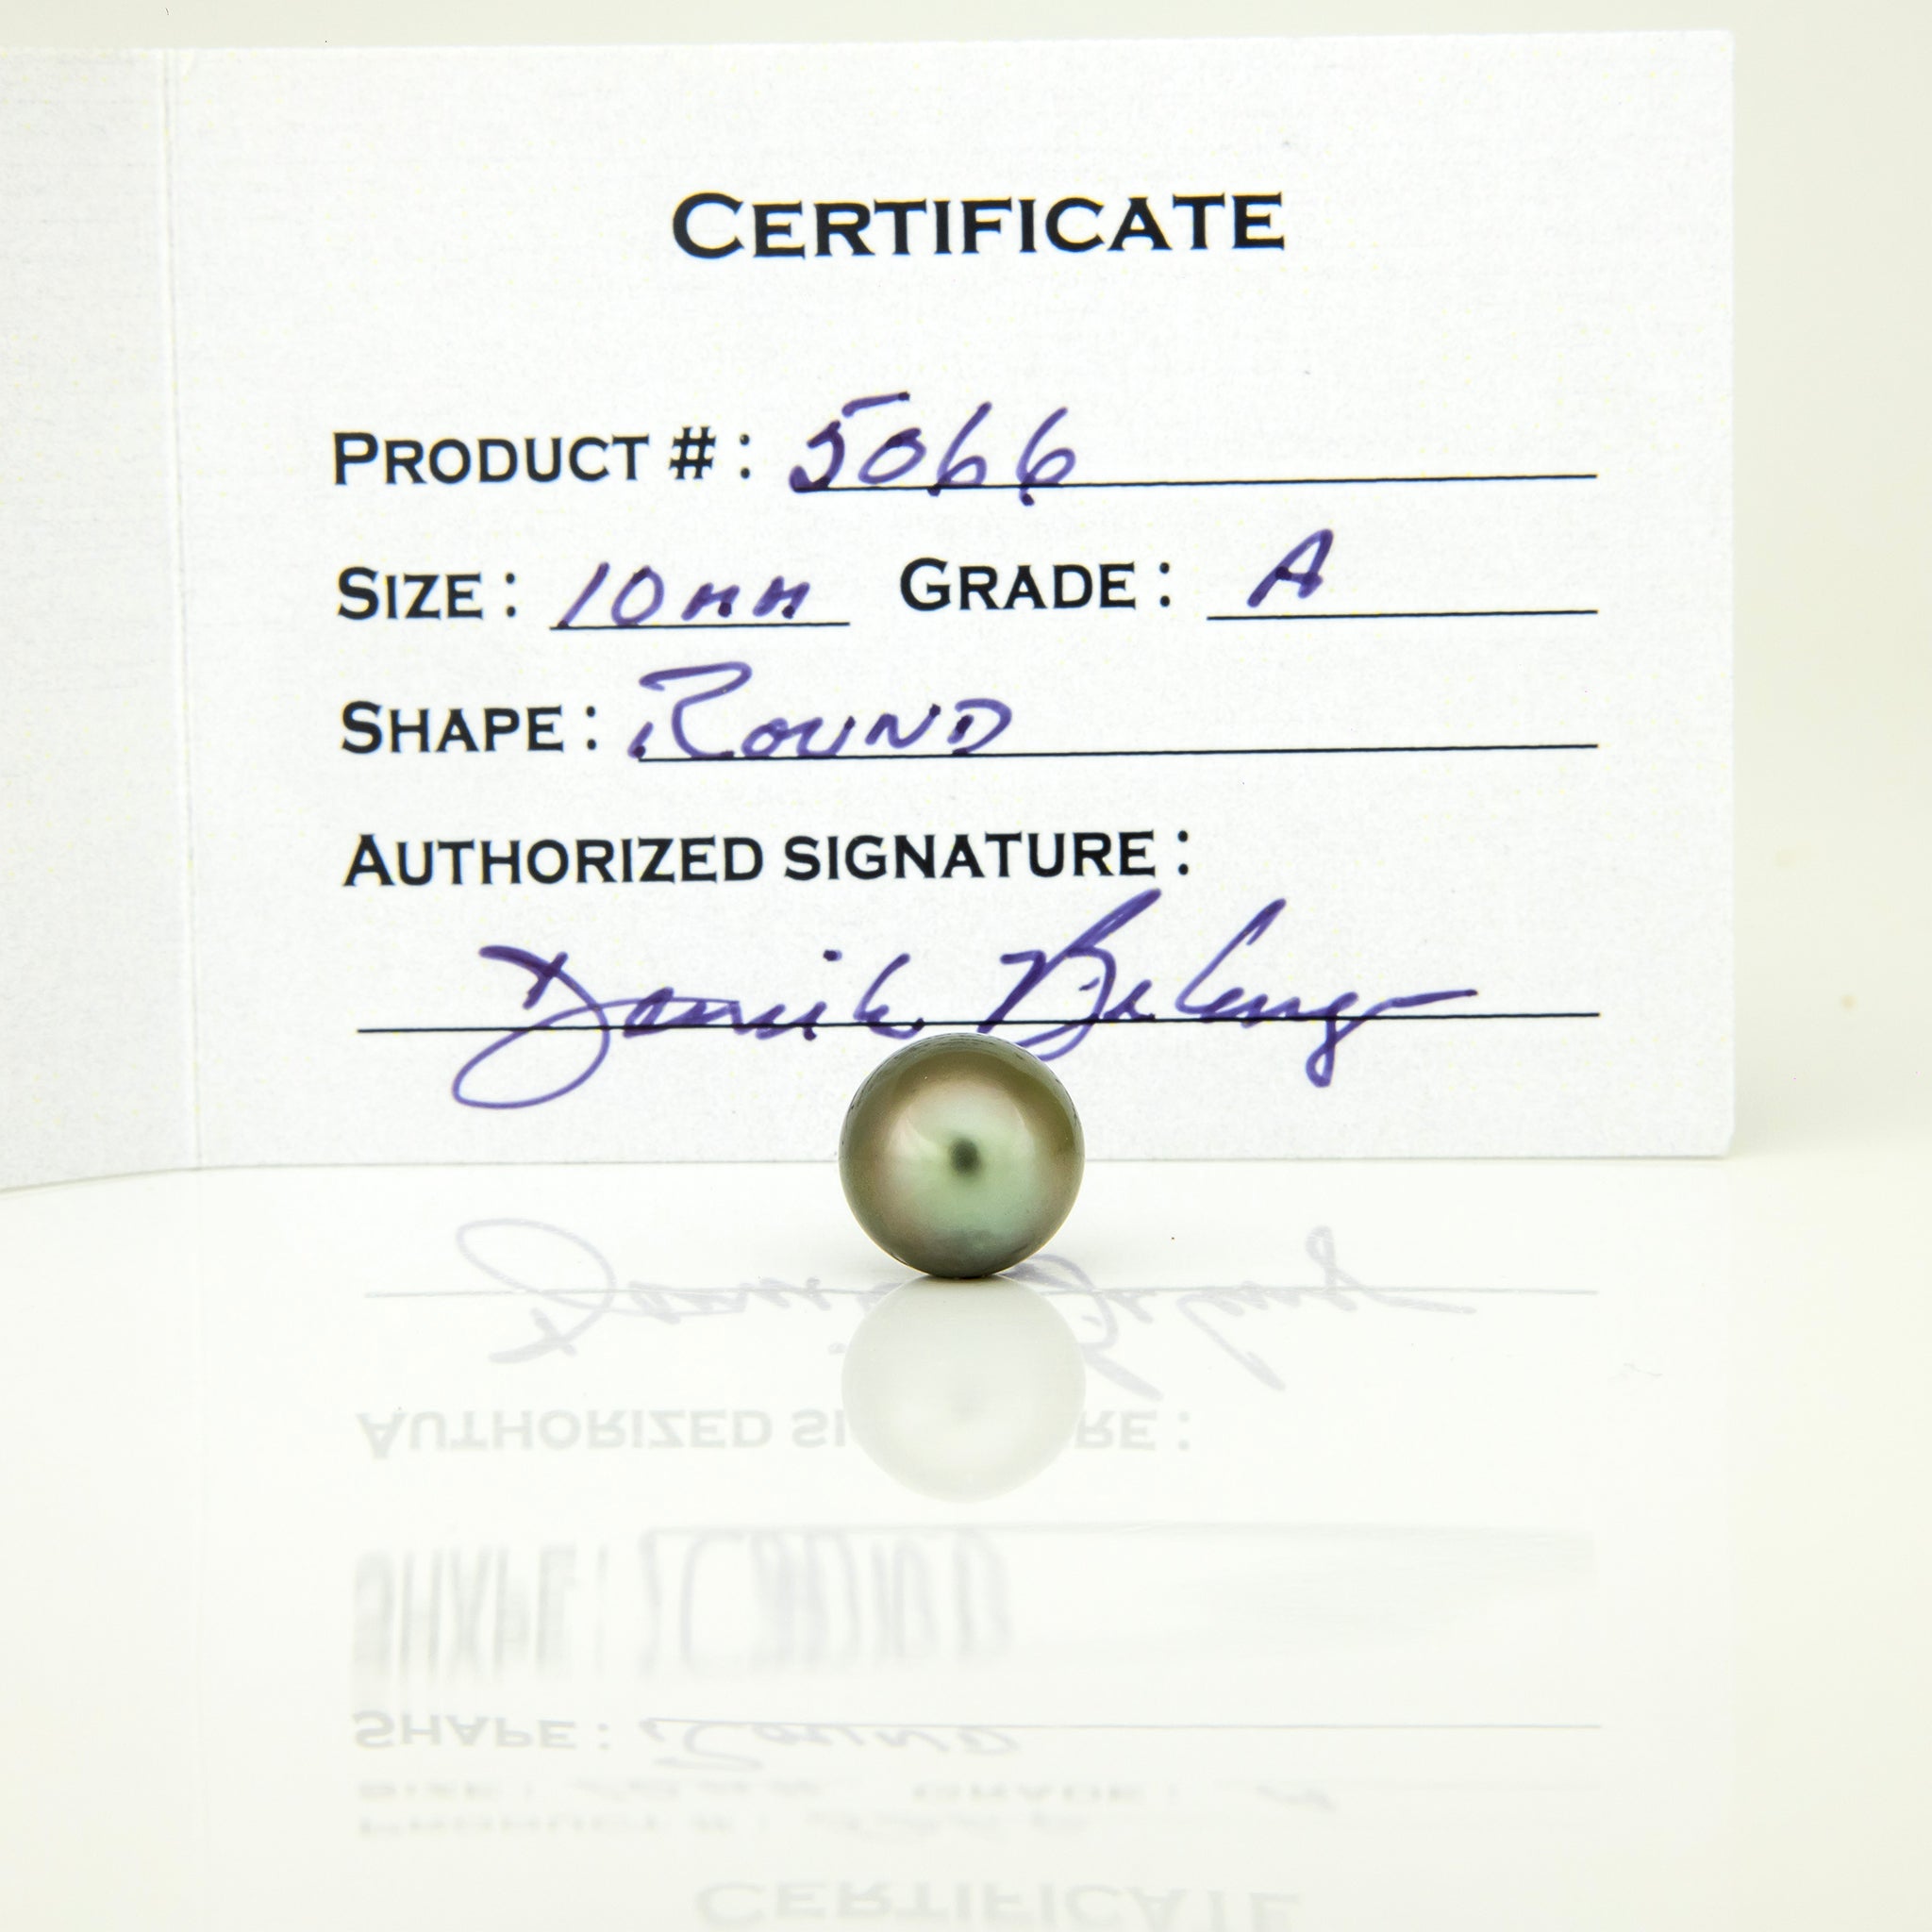 CERTIFICATE
PRODUCT #: 5066
SIZE: 10mm GRADE: A
SHAPE: ROUND
AUTHORIZED SIGNATURE: